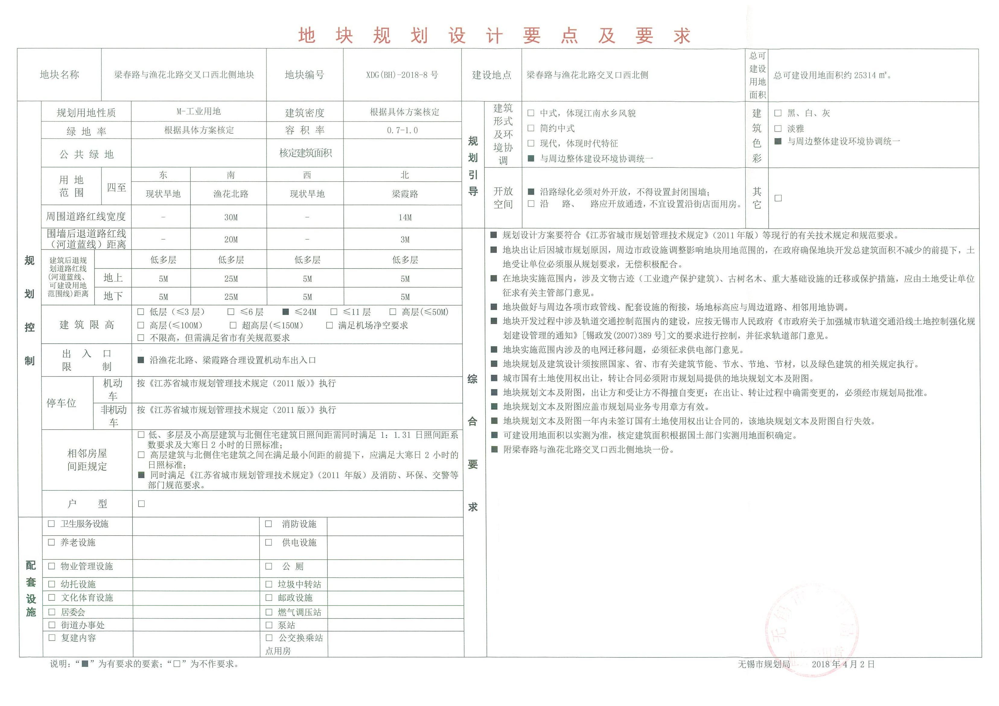 地块规划设计要点及要求
地块名称 梁春路与渔花北路交叉口西北侧地块 地块编号 XDG(BH)-2018-8 号 建设地点 梁春路与渔花北路交叉口西北侧 总可建设用地面积 总可建设用地面积约 25314 ㎡。
规划控制
规划用地性质 M-工业用地 建筑密度 根据具体方案核定
绿地率 根据具体方案核定 容积率 0.7-1.0
公共绿地 核定建筑面积
用地范围 四至 东 南 西 北
现状旱地 渔花北路 现状旱地 梁霞路
周围道路红线宽度 - 30M - 14M
围墙后退道路红线
（河道蓝线）距离 - 20M - 3M
建筑后退规
划道路红线
(河道蓝线、
可建设用地
范围线)距离
低多层 低多层 低多层 低多层
地上 5M 25M 5M 5M
地下 5M 25M 5M 5M
建筑限高
□ 低层（≤3 层） □ ≤6 层 ■ ≤24M □ ≤11 层 □ 高层(≤50M)
□ 高层(≤100M） □ 超高层(≤150M） □ 满足机场净空要求
□ 不限高，但需满足省市有关规范要求
出入口
限制
■ 沿渔花北路、梁霞路合理设置机动车出入口
停车位
机动车 按《江苏省城市规划管理技术规定（2011 版）》执行
非机动车 按《江苏省城市规划管理技术规定（2011 版）》执行
相邻房屋
间距规定
□ 低、多层及小高层建筑与北侧住宅建筑日照间距需同时满足 1：1.31 日照间距系
数要求及大寒日 2 小时的日照标准；
□ 高层建筑与北侧住宅建筑之间在满足最小间距的前提下，应满足大寒日 2 小时的
日照标准；
■ 同时满足《江苏省城市规划管理技术规定》（2011 年版）及消防、环保、交警等
部门规范要求。
户型 □
配套设施
□ 卫生服务设施 □ 消防设施
□ 养老设施 □ 供电设施
□ 物业管理设施 □ 公 厕
□ 幼托设施 □ 垃圾中转站
□ 文化体育设施 □ 邮政设施
□ 居委会 □ 燃气调压站
□ 街道办事处 □ 泵站
□ 复建内容 □ 公交换乘站
点用房
规划引导
建筑
形式
及环
境协
调
□ 中式，体现江南水乡风貌
□ 简约中式
□ 现代，体现时代特征
■ 与周边整体建设环境协调统一
建筑色彩
□ 黑、白、灰
□ 淡雅
■ 与周边整体建设环境协调统一
开放
空间
■ 沿路绿化必须对外开放，不得设置封闭围墙；
□ 沿 路、 路应开放通透，不宜设置沿街店面用房。
其它 □
综合要求
■ 规划设计方案要符合《江苏省城市规划管理技术规定》（2011 年版）等现行的有关技术规定和规范要求。
■ 地块出让后因城市规划原因，周边市政设施调整影响地块用地范围的，在政府确保地块开发总建筑面积不减少的前提下，土
地受让单位必须服从规划要求，无偿积极配合。
■ 在地块实施范围内，涉及文物古迹（工业遗产保护建筑）、古树名木、重大基础设施的迁移或保护措施，应由土地受让单位
征求有关主管部门意见。
■ 地块做好与周边各项市政管线、配套设施的衔接，场地标高应与周边道路、相邻用地协调。
■ 地块开发过程中涉及轨道交通控制范围内的建设，应按无锡市人民政府《市政府关于加强城市轨道交通沿线土地控制强化规
划建设管理的通知》[锡政发(2007)389 号]文的要求进行控制，并征求轨道部门意见。
■ 地块实施范围内涉及的电网迁移问题，必须征求供电部门意见。
■ 地块规划及建筑设计须按照国家、省、市有关建筑节能、节水、节地、节材，以及绿色建筑的相关规定执行。
■ 城市国有土地使用权出让，转让合同必须附市规划局提供的地块规划文本及附图。
■ 地块规划文本及附图，出让方和受让方不得擅自变更；在出让、转让过程中确需变更的，必须经市规划局批准。
■ 地块规划文本及附图应盖市规划局业务专用章方有效。
■ 地块规划文本及附图一年内未签订国有土地使用权出让合同的，该地块规划文本及附图自行失效。
■ 可建设用地面积以实测为准，核定建筑面积根据国土部门实测用地面积确定。
■ 附梁春路与渔花北路交叉口西北侧地块一份。
说明：“■”为有要求的要素；“□”为不作要求。
无锡市规划局 2018 年 4 月 2 日